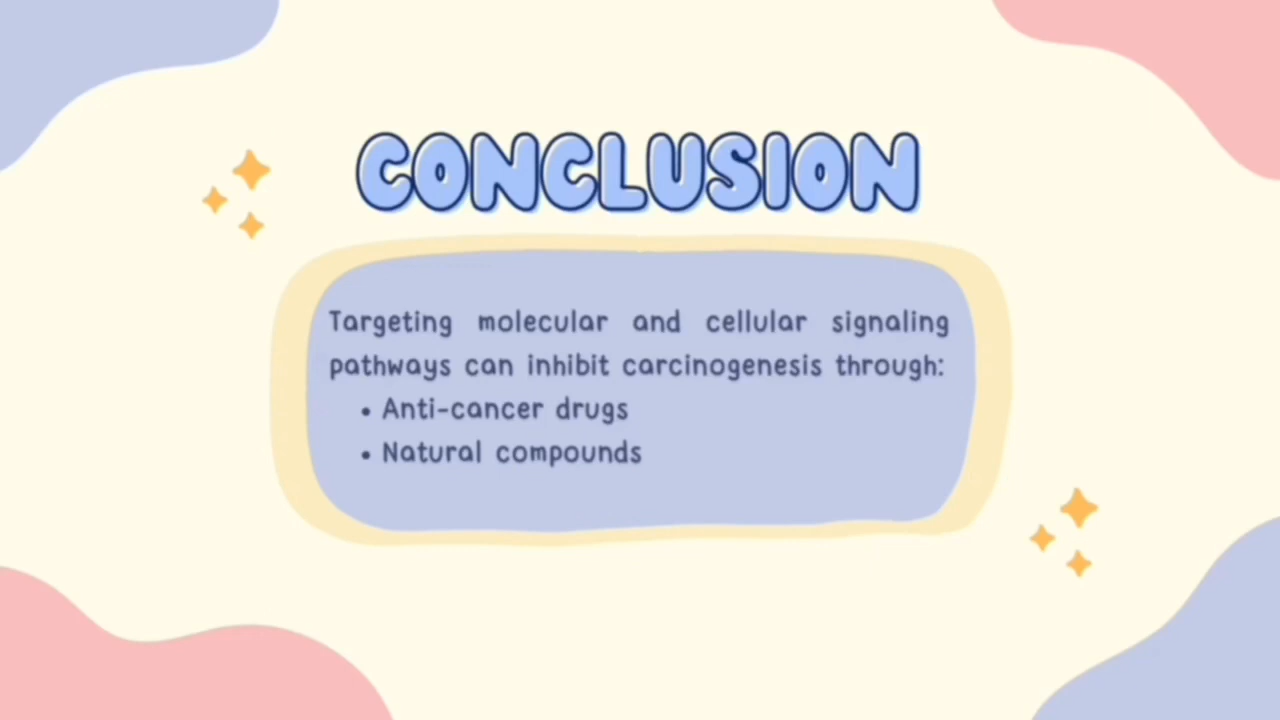 CONCLUSION
Targeting molecular and cellular signaling
pathways can inhibit carcinogenesis through:
• Anti-cancer drugs
• Natural compounds